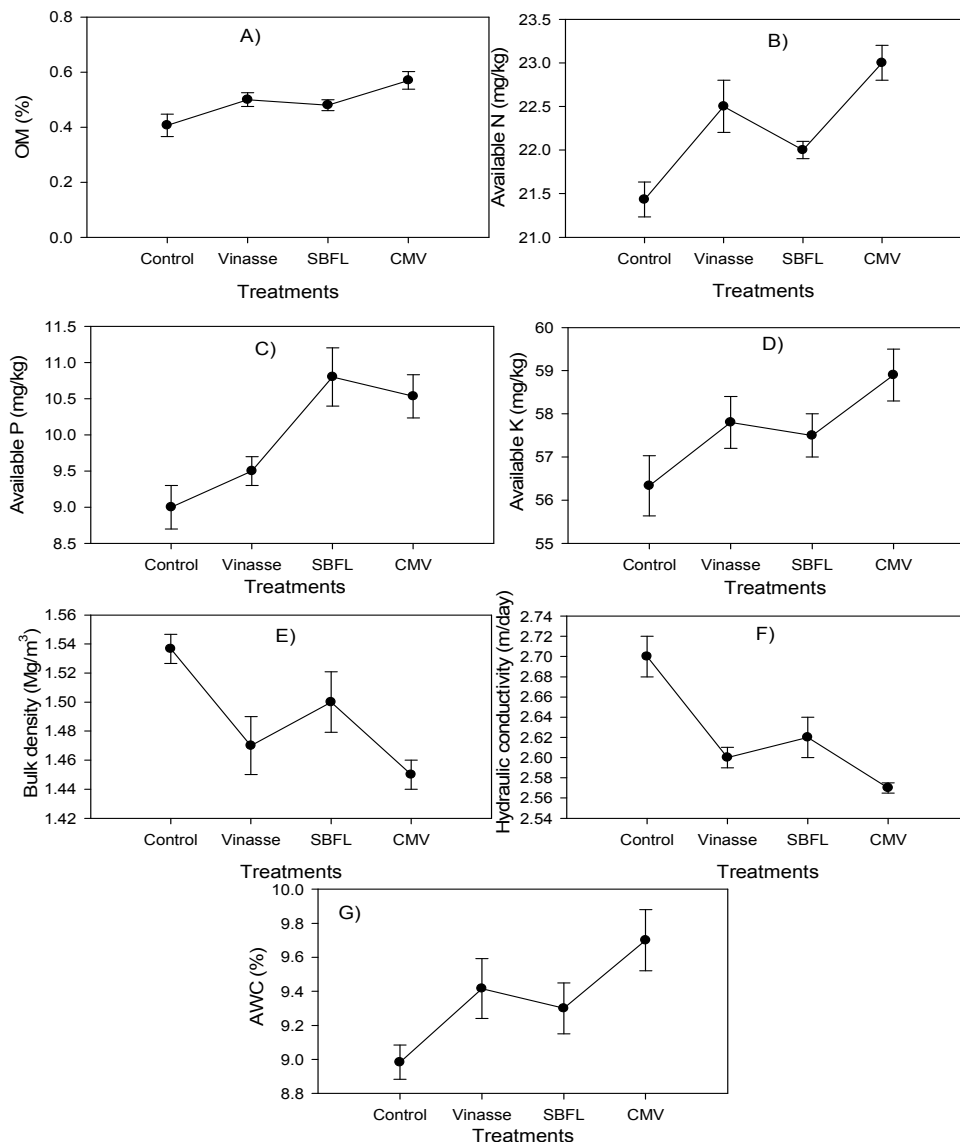 A)
OM (%)
0.8
0.6
0.4
0.2
0.0
Control Vinasse SBFL CMV
Treatments
B)
Available N (mg/kg)
23.5
23.0
22.5
22.0
21.5
21.0
Control Vinasse SBFL CMV
Treatments
C)
Available P (mg/kg)
11.5
11.0
10.5
10.0
9.5
9.0
8.5
Control Vinasse SBFL CMV
Treatments
D)
Available K (mg/kg)
60
59
58
57
56
55
Control Vinasse SBFL CMV
Treatments
E)
Bulk density (Mg/m³)
1.56
1.54
1.52
1.50
1.48
1.46
1.44
1.42
Control Vinasse SBFL CMV
Treatments
F)
Hydraulic conductivity (m/day)
2.74
2.72
2.70
2.68
2.66
2.64
2.62
2.60
2.58
2.56
2.54
Control Vinasse SBFL CMV
Treatments
G)
AWC (%)
10.0
9.8
9.6
9.4
9.2
9.0
8.8
Control Vinasse SBFL CMV
Treatments